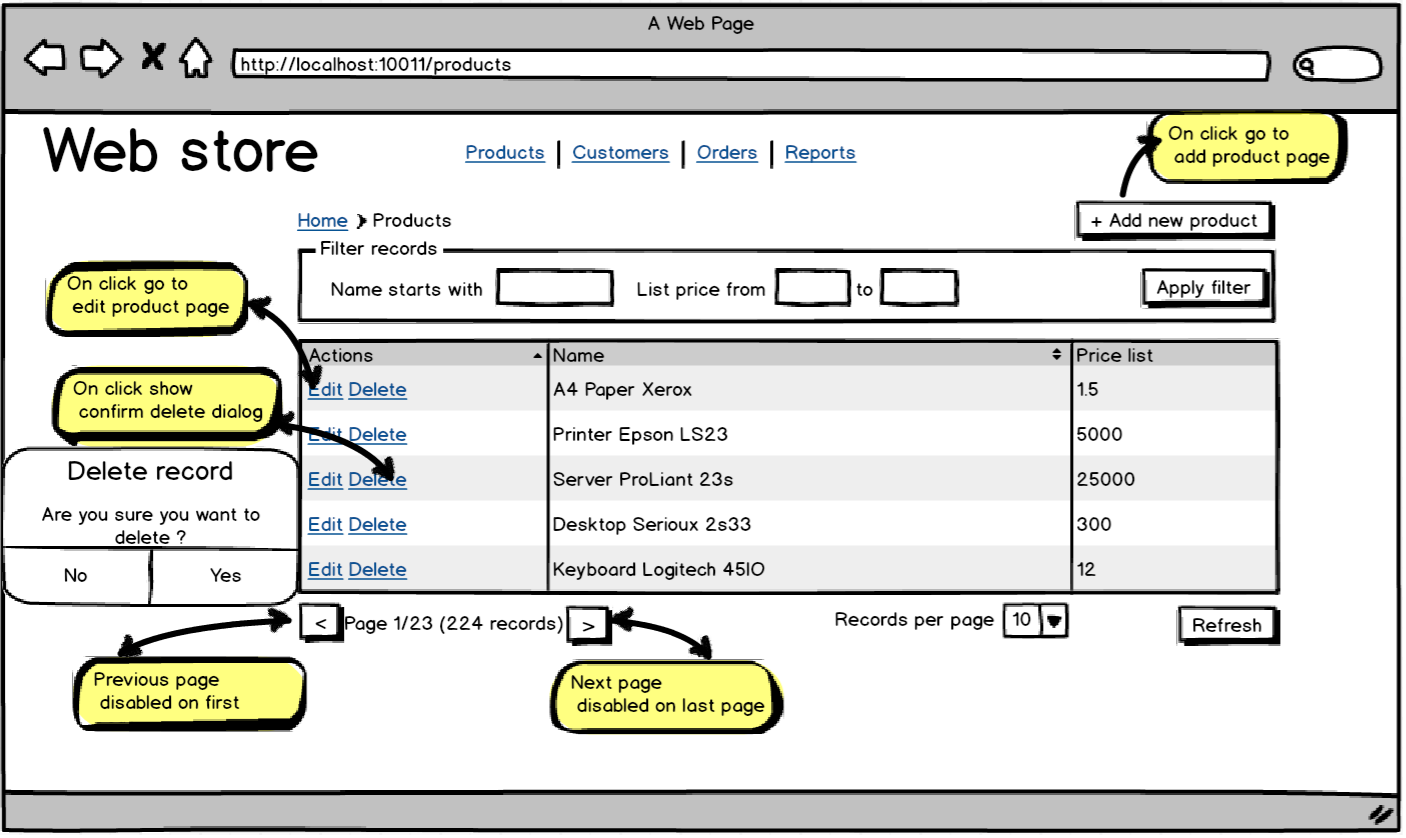 A Web Page
http://localhost:10011/products
Web store
Products | Customers | Orders | Reports
On click go to
add product page
Home Products
+ Add new product
Filter records
Name starts with List price from to Apply filter
On click go to
edit product page
Actions Name Price list
Edit Delete A4 Paper Xerox 1.5
Edit Delete Printer Epson LS23 5000
Edit Delete Server ProLiant 23s 25000
Edit Delete Desktop Serioux 2s33 300
Edit Delete Keyboard Logitech 45IO 12
On click show
confirm delete dialog
Delete record
Are you sure you want to
delete ?
No Yes
< Page 1/23 (224 records) > Records per page 10 Refresh
Previous page
disabled on first
Next page
disabled on last page